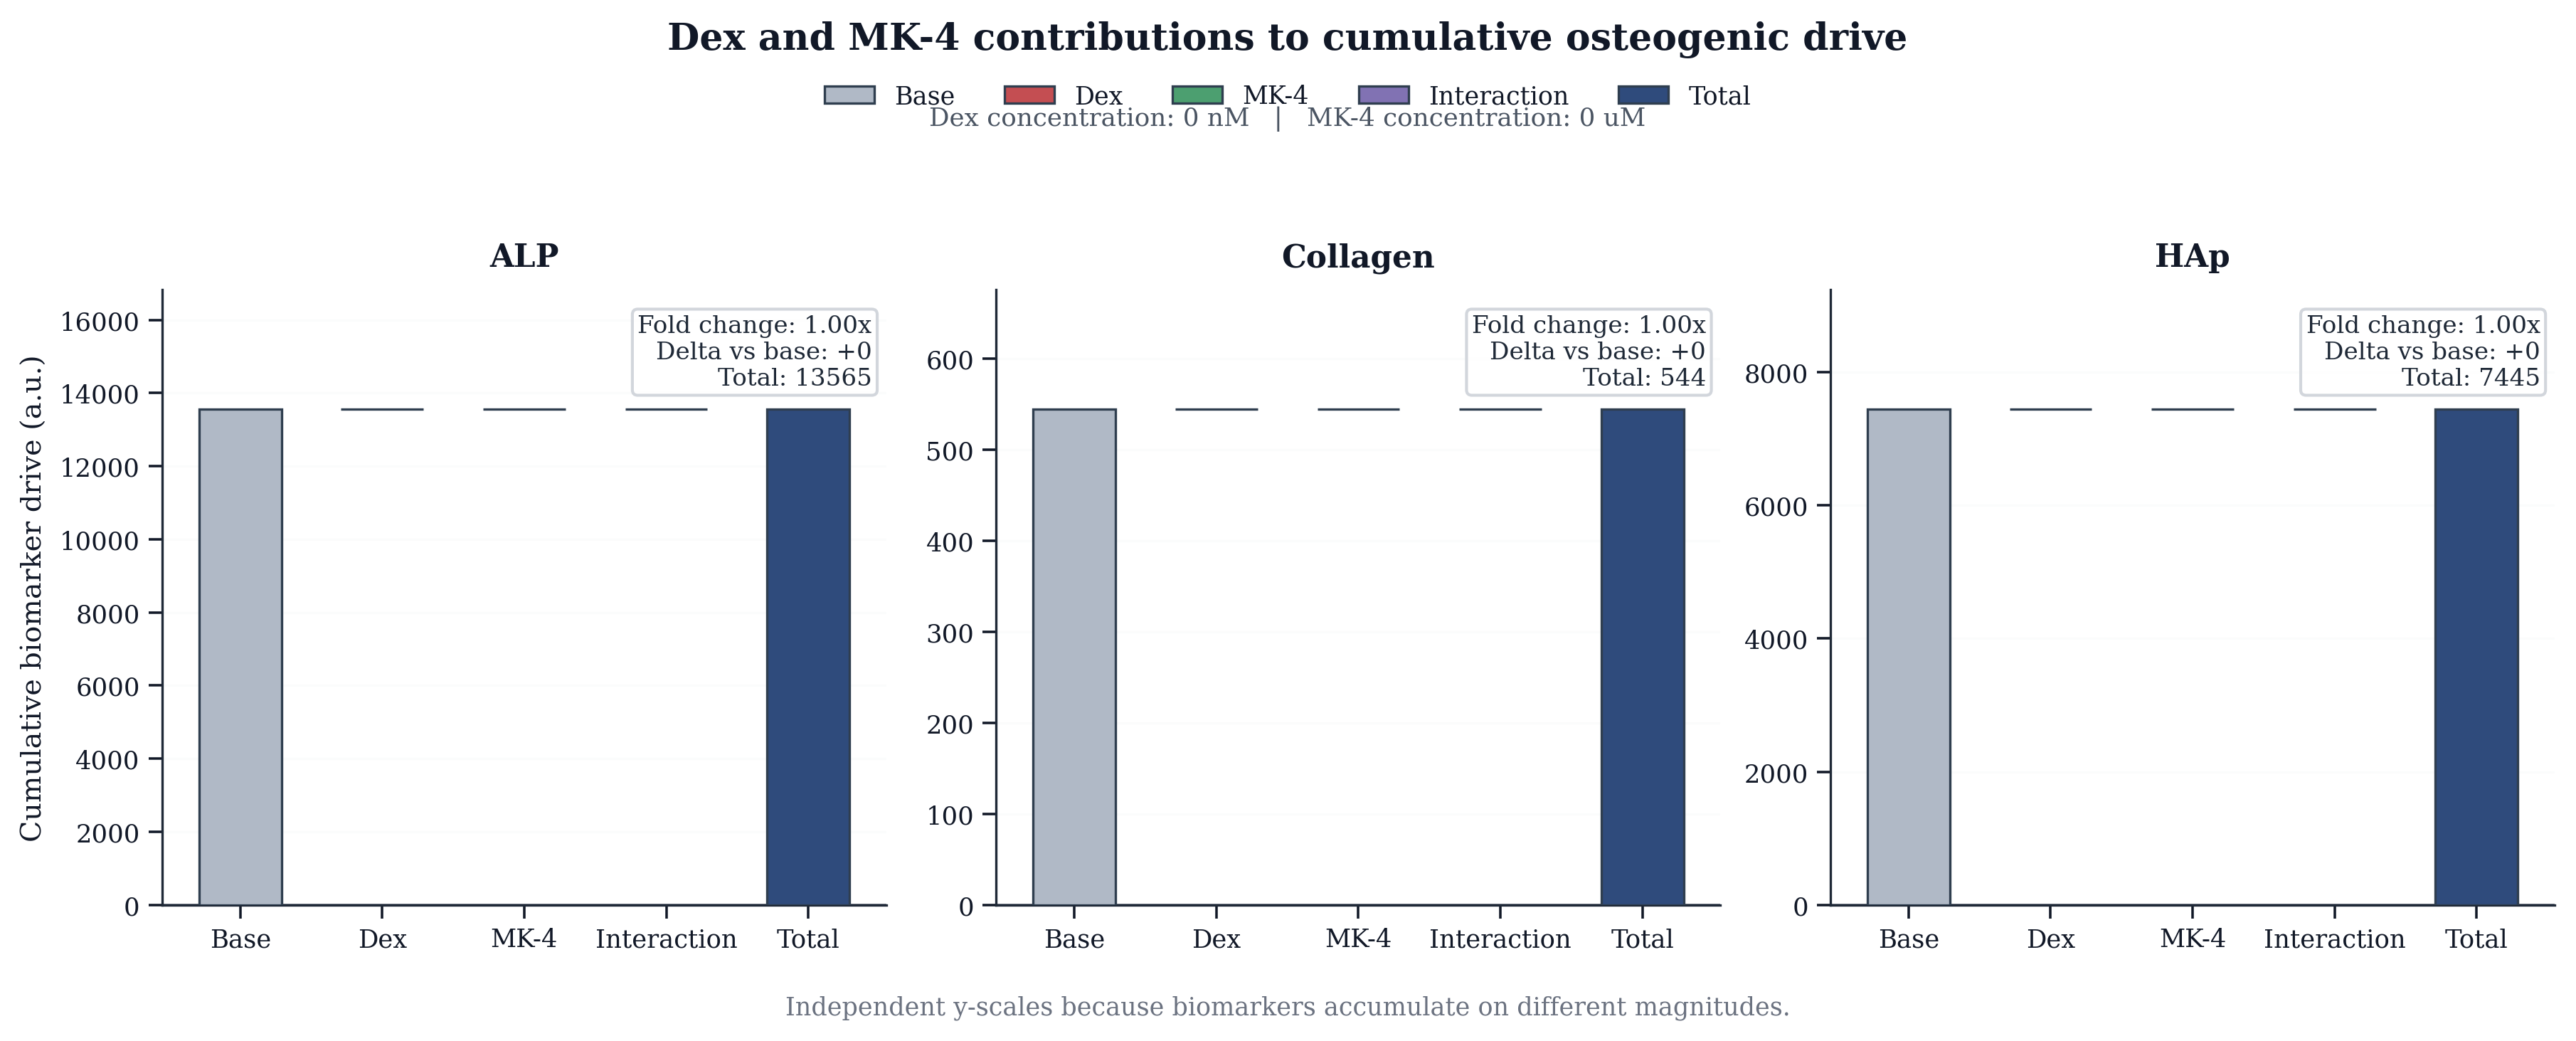 Dex and MK-4 contributions to cumulative osteogenic drive
Base Dex MK-4 Interaction Total
Dex concentration: 0 nM | MK-4 concentration: 0 uM
ALP
Cumulative biomarker drive (a.u.)
16000
14000
12000
10000
8000
6000
4000
2000
0
Fold change: 1.00x
Delta vs base: +0
Total: 13565
Base Dex MK-4 Interaction Total
Collagen
600
500
400
300
200
100
0
Fold change: 1.00x
Delta vs base: +0
Total: 544
Base Dex MK-4 Interaction Total
HAp
8000
6000
4000
2000
0
Fold change: 1.00x
Delta vs base: +0
Total: 7445
Base Dex MK-4 Interaction Total
Independent y-scales because biomarkers accumulate on different magnitudes.